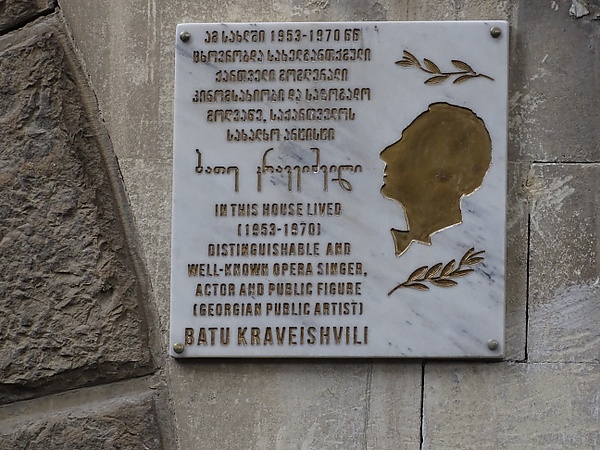 ამ სახლში 1953-1970 წწ
ცხოვრობდა სახელგანთქმული
ქართველი მომღერალი
კინომსახიობი და საზოგადო
მოღვაწე, საქართველოს
სახალხო არტისტი
ბათუ კრავეიშვილი
IN THIS HOUSE LIVED
(1953-1970)
DISTINGUISHABLE AND
WELL-KNOWN OPERA SINGER,
ACTOR AND PUBLIC FIGURE
(GEORGIAN PUBLIC ARTIST)
BATU KRAVEISHVILI